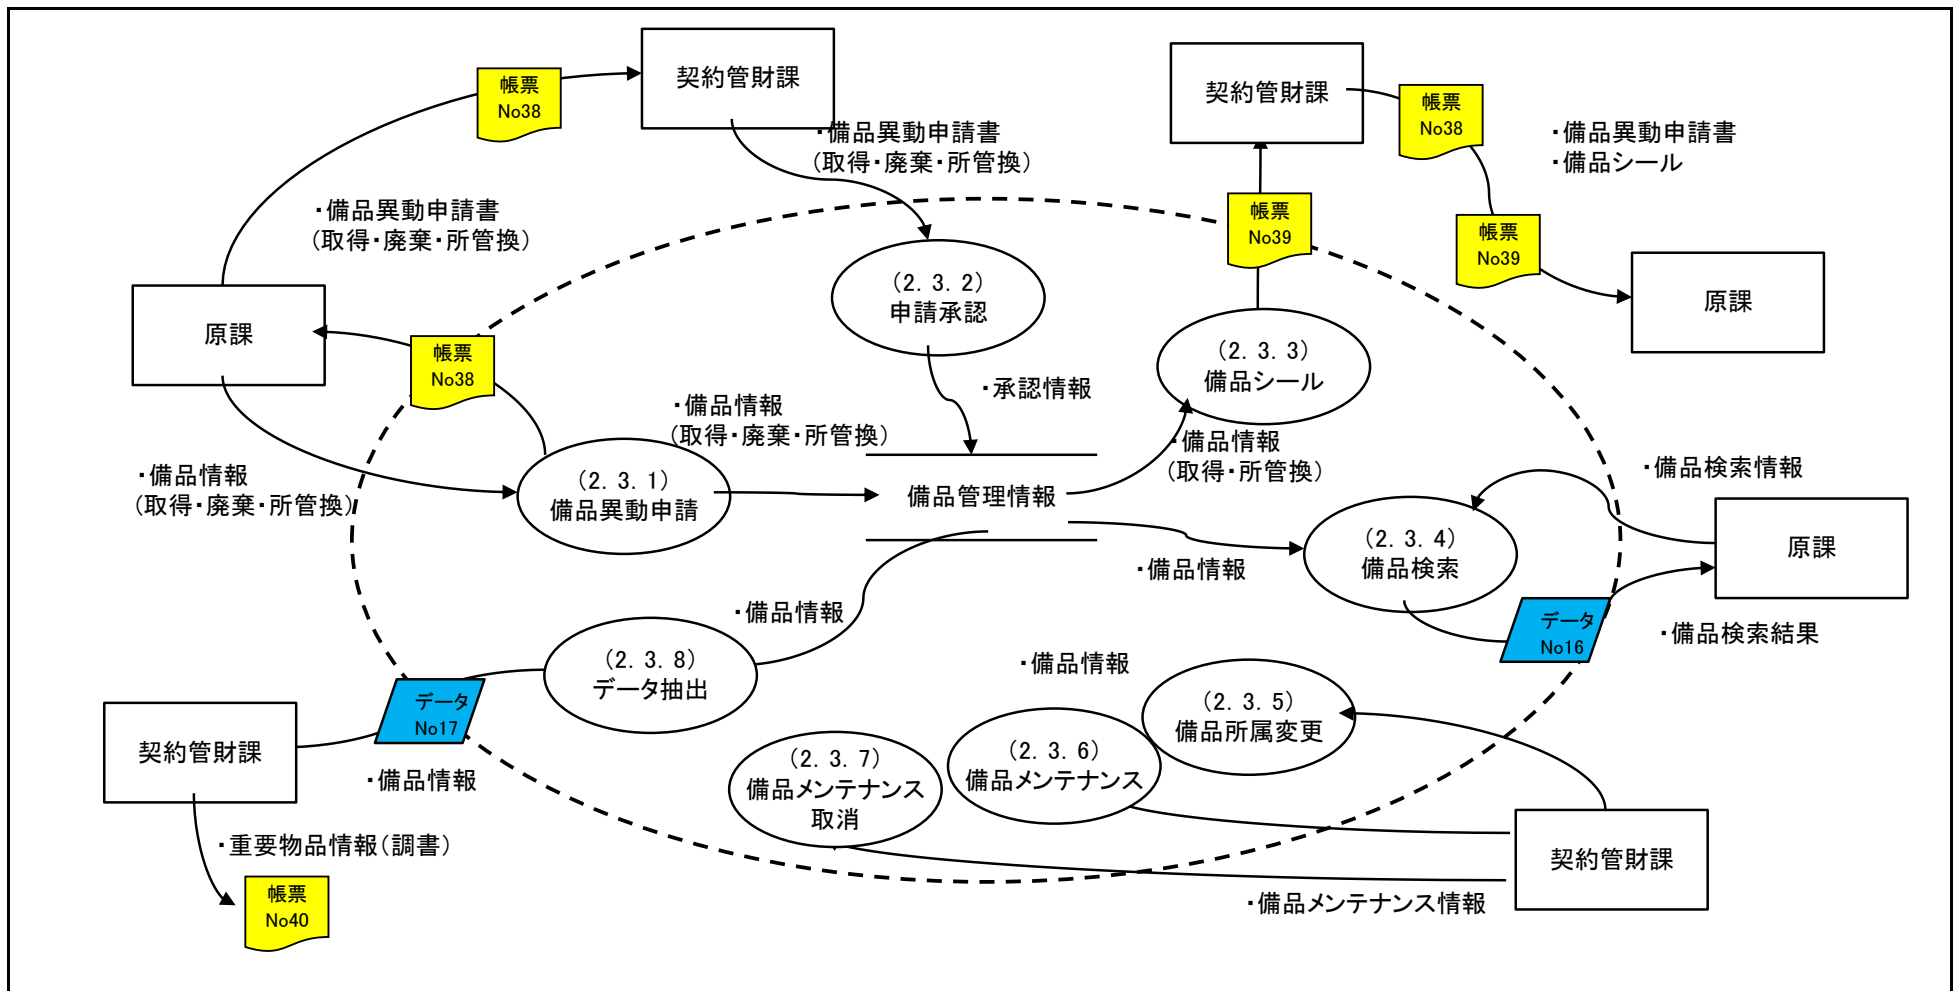 帳票
No38
契約管財課
・備品異動申請書
(取得・廃棄・所管換)
契約管財課
帳票
No38
・備品異動申請書
・備品シール
・備品異動申請書
(取得・廃棄・所管換)
帳票
No39
帳票
No39
原課
(2.3.2)
申請承認
原課
帳票
No38
(2.3.3)
備品シール
・承認情報
・備品情報
(取得・廃棄・所管換)
・備品情報
(取得・所管換)
・備品情報
(取得・廃棄・所管換)
(2.3.1)
備品異動申請
備品管理情報
・備品検索情報
(2.3.4)
備品検索
原課
・備品情報
・備品情報
データ
No16
・備品検索結果
(2.3.8)
データ抽出
・備品情報
(2.3.5)
備品所属変更
データ
No17
契約管財課
・備品情報
(2.3.7)
備品メンテナンス
取消
(2.3.6)
備品メンテナンス
・重要物品情報(調書)
契約管財課
帳票
No40
・備品メンテナンス情報